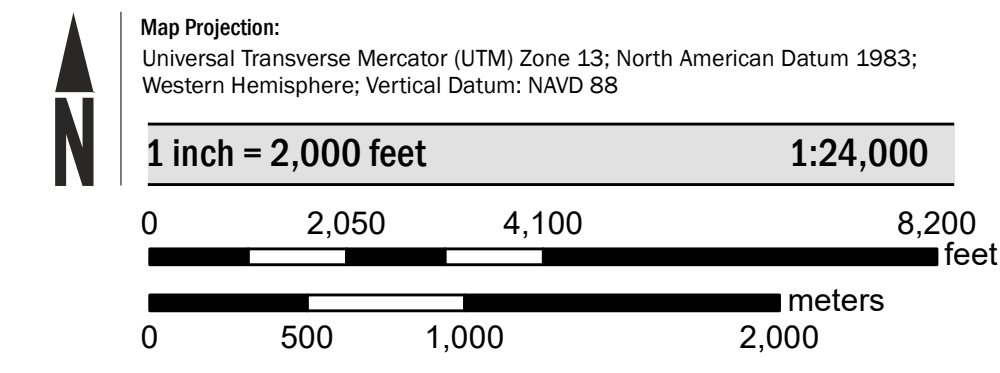 Map Projection:
Universal Transverse Mercator (UTM) Zone 13; North American Datum 1983;
Western Hemisphere; Vertical Datum: NAVD 88
N
1 inch = 2,000 feet 1:24,000
0 2,050 4,100 8,200
feet
meters
0 500 1,000 2,000